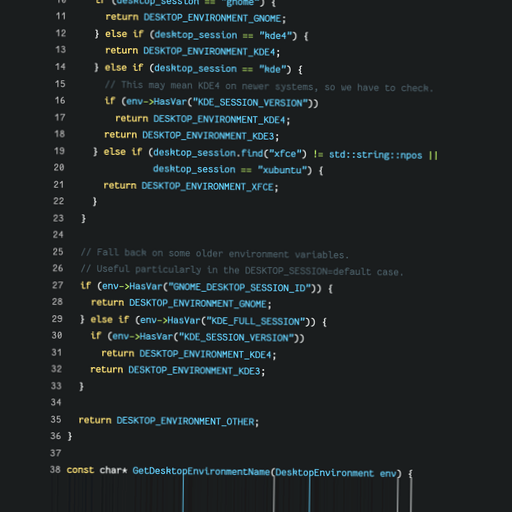 10 if (desktop_session == "gnome") {
11 return DESKTOP_ENVIRONMENT_GNOME;
12 } else if (desktop_session == "kde4") {
13 return DESKTOP_ENVIRONMENT_KDE4;
14 } else if (desktop_session == "kde") {
15 // This may mean KDE4 on newer systems, so we have to check.
16 if (env->HasVar("KDE_SESSION_VERSION"))
17 return DESKTOP_ENVIRONMENT_KDE4;
18 return DESKTOP_ENVIRONMENT_KDE3;
19 } else if (desktop_session.find("xfce") != std::string::npos ||
20 desktop_session == "xubuntu") {
21 return DESKTOP_ENVIRONMENT_XFCE;
22 }
23 }
24
25 // Fall back on some older environment variables.
26 // Useful particularly in the DESKTOP_SESSION=default case.
27 if (env->HasVar("GNOME_DESKTOP_SESSION_ID")) {
28 return DESKTOP_ENVIRONMENT_GNOME;
29 } else if (env->HasVar("KDE_FULL_SESSION")) {
30 if (env->HasVar("KDE_SESSION_VERSION"))
31 return DESKTOP_ENVIRONMENT_KDE4;
32 return DESKTOP_ENVIRONMENT_KDE3;
33 }
34
35 return DESKTOP_ENVIRONMENT_OTHER;
36 }
37
38 const char* GetDesktopEnvironmentName(DesktopEnvironment env) {